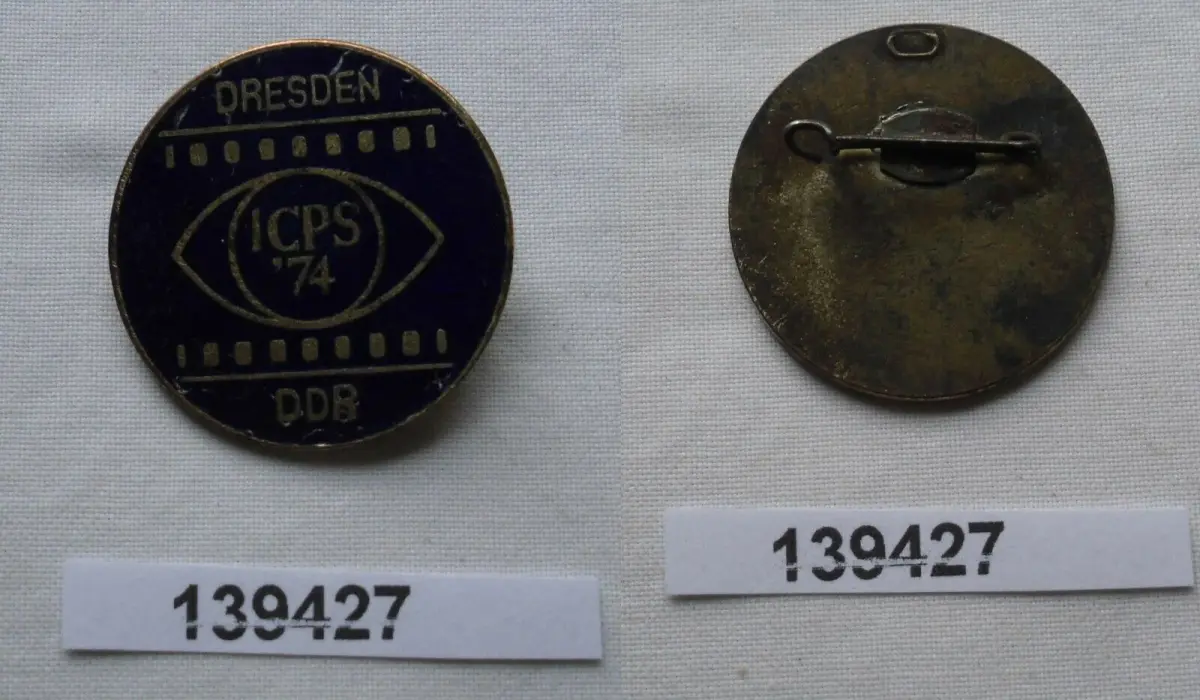 DRESDEN
ICPS
'74
DDR
139427
139427